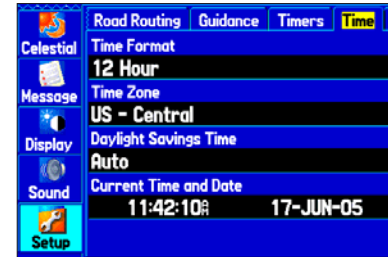 Road Routing Guidance Timers Time
Celestial
Time Format
12 Hour
Message
Time Zone
US - Central
Display
Daylight Savings Time
Auto
Sound
Current Time and Date
11:42:10A 17-JUN-05
Setup